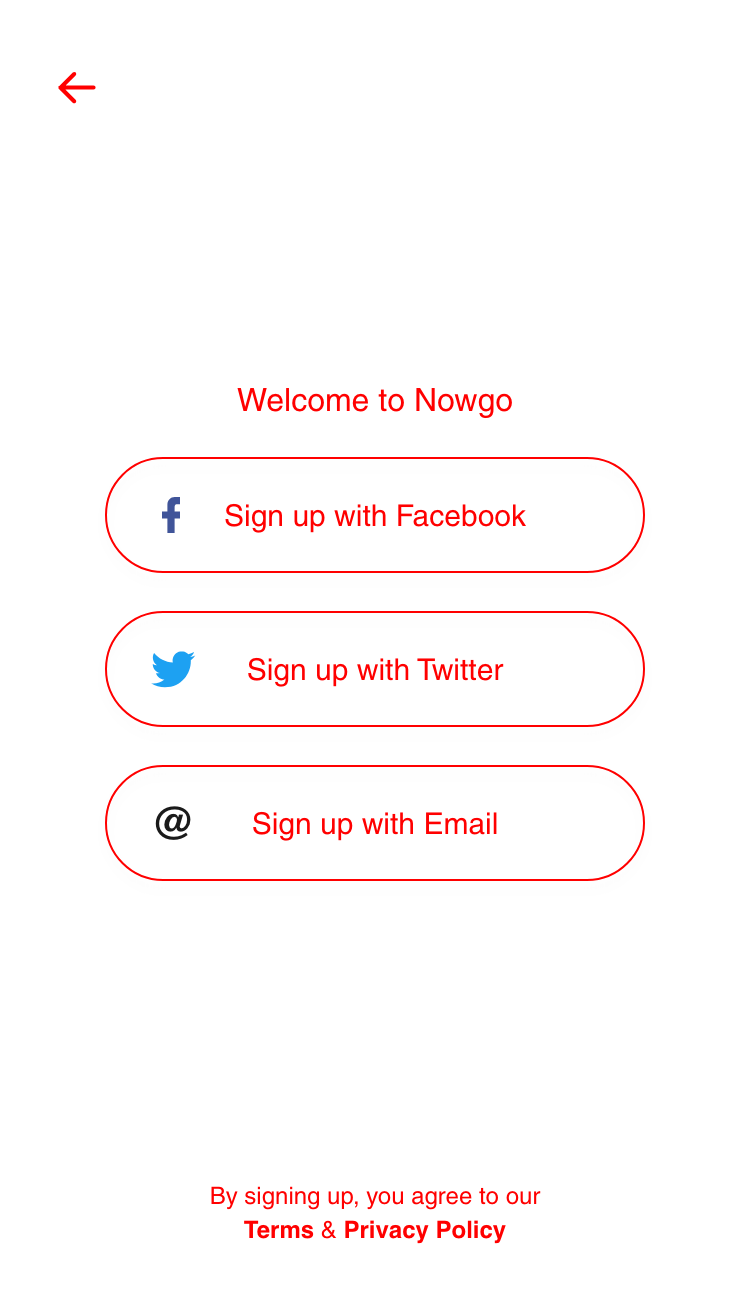 Welcome to Nowgo
Sign up with Facebook
Sign up with Twitter
@ Sign up with Email
By signing up, you agree to our
Terms & Privacy Policy